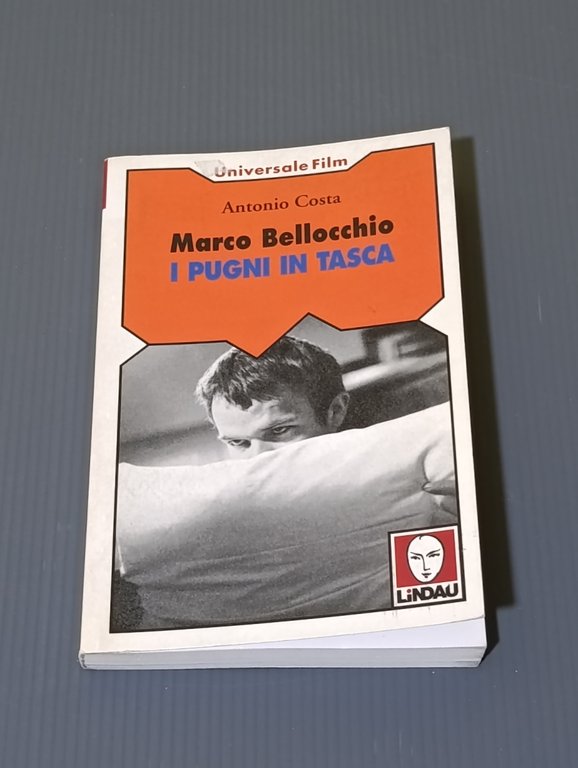 Universale Film
Antonio Costa
Marco Bellocchio
I PUGNI IN TASCA
LiNDAU